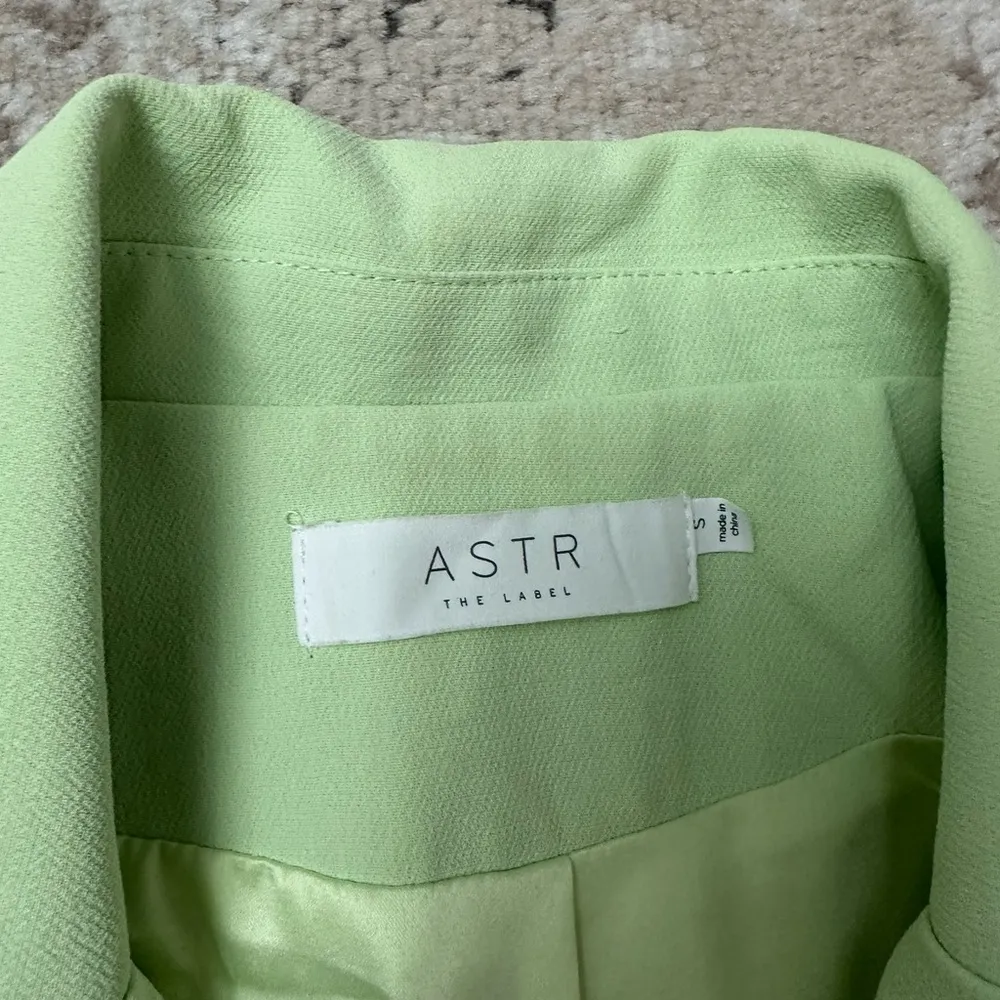 ASTR
THE LABEL
S
made in
china